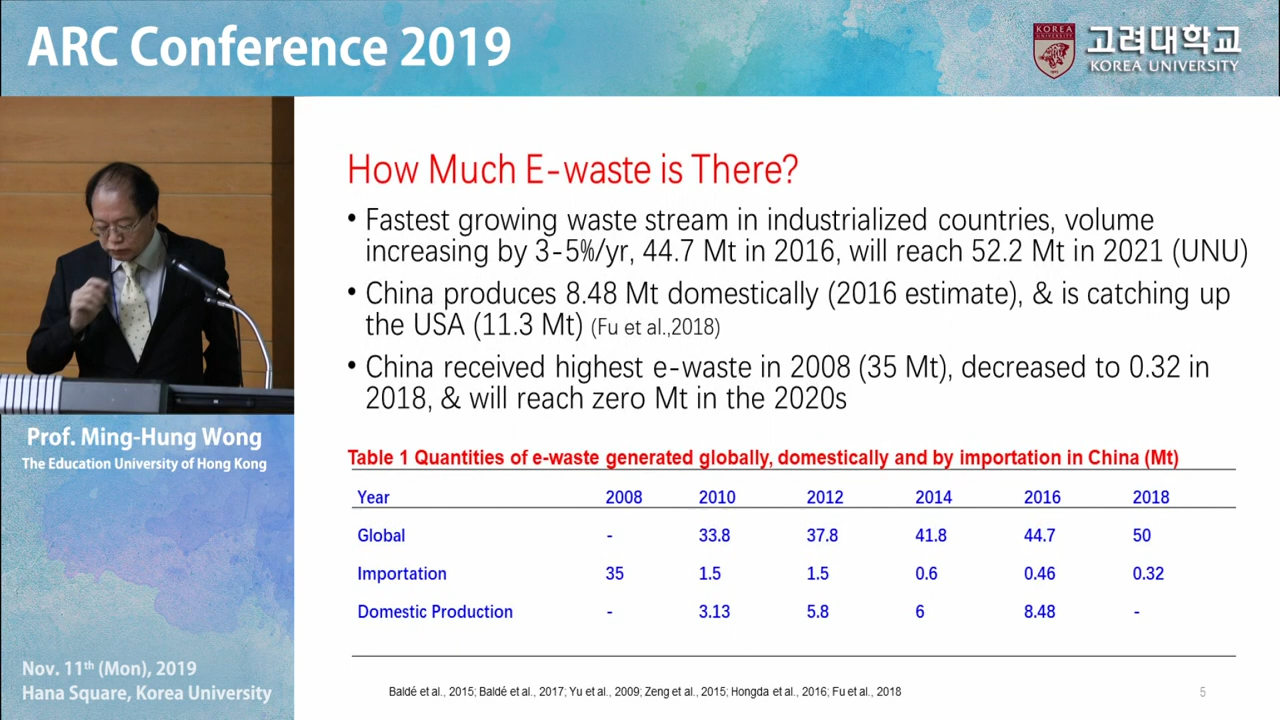 ARC Conference 2019
KOREA
UNIVERSITY
고려대학교
KOREA UNIVERSITY
How Much E-waste is There?
• Fastest growing waste stream in industrialized countries, volume
increasing by 3-5%/yr, 44.7 Mt in 2016, will reach 52.2 Mt in 2021 (UNU)
• China produces 8.48 Mt domestically (2016 estimate), & is catching up
the USA (11.3 Mt) (Fu et al.,2018)
• China received highest e-waste in 2008 (35 Mt), decreased to 0.32 in
2018, & will reach zero Mt in the 2020s
Table 1 Quantities of e-waste generated globally, domestically and by importation in China (Mt)
Year 2008 2010 2012 2014 2016 2018
Global - 33.8 37.8 41.8 44.7 50
Importation 35 1.5 1.5 0.6 0.46 0.32
Domestic Production - 3.13 5.8 6 8.48 -
Baldé et al., 2015; Baldé et al., 2017; Yu et al., 2009; Zeng et al., 2015; Hongda et al., 2016; Fu et al., 2018
5
Prof. Ming-Hung Wong
The Education University of Hong Kong
Nov. 11th (Mon), 2019
Hana Square, Korea University